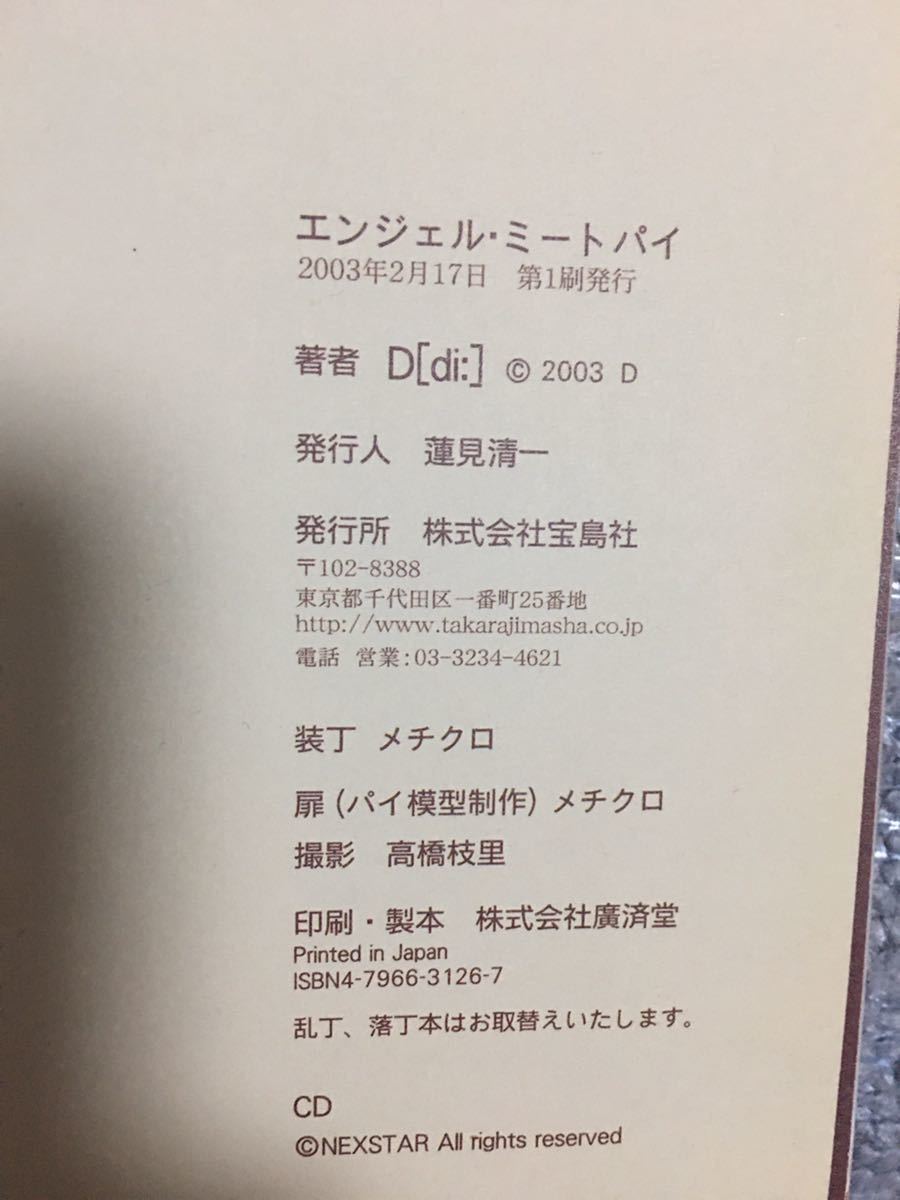 エンジェル・ミートパイ
2003年2月17日　第1刷発行
著者　D[di:] © 2003 D
発行人　蓮見清一
発行所　株式会社宝島社
〒102-8388
東京都千代田区一番町25番地
http://www.takarajimasha.co.jp
電話 営業：03-3234-4621
装丁 メチクロ
扉（パイ模型制作）メチクロ
撮影　高橋枝里
印刷・製本　株式会社廣済堂
Printed in Japan
ISBN4-7966-3126-7
乱丁、落丁本はお取替えいたします。
CD
©NEXSTAR All rights reserved